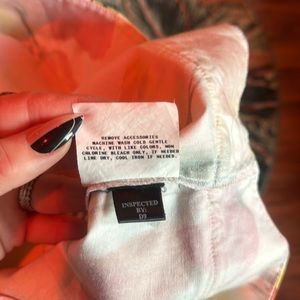 REMOVE ACCESSORIES
MACHINE WASH COLD GENTLE
CYCLE, WITH LIKE COLORS, NON
CHLORINE BLEACH ONLY, IF NEEDED
LINE DRY, COOL IRON IF NEEDED.
INSPECTED
BY:
D9